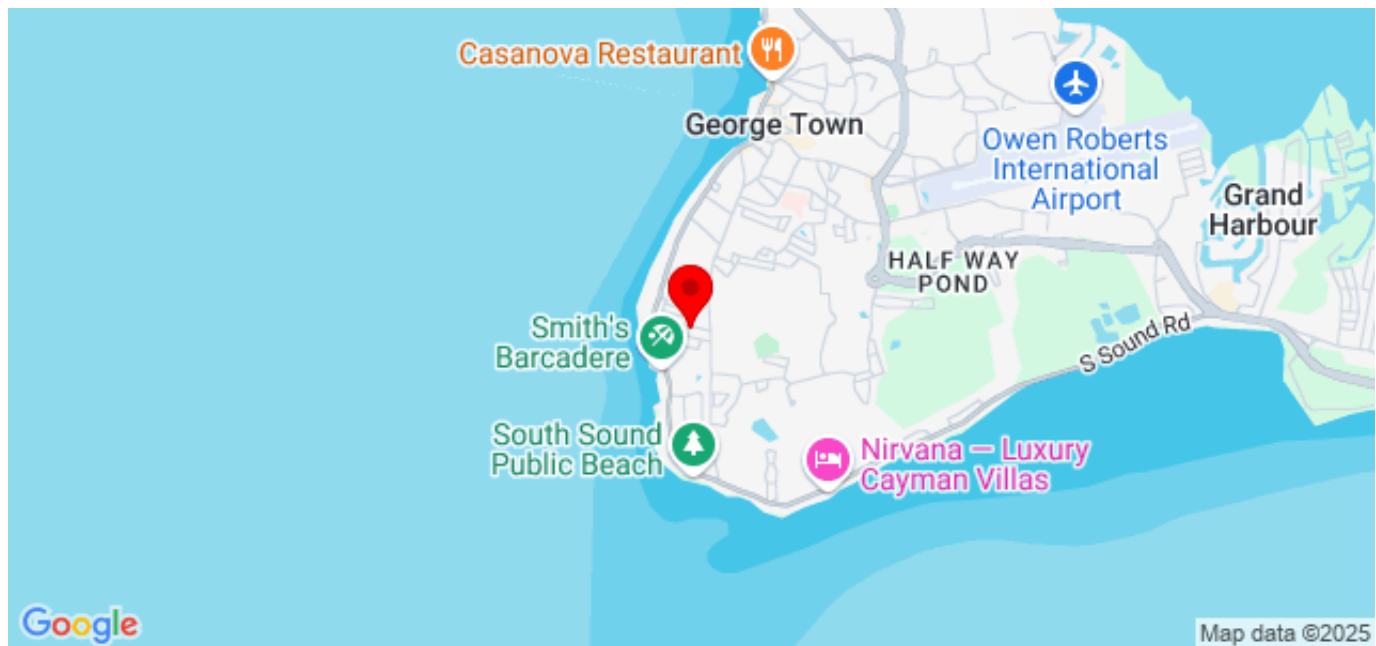 Casanova Restaurant
George Town
Owen Roberts
International
Airport
Grand
Harbour
HALF WAY
POND
Smith's
Barcadere
S Sound Rd
South Sound
Public Beach
Nirvana — Luxury
Cayman Villas
Google
Map data ©2025